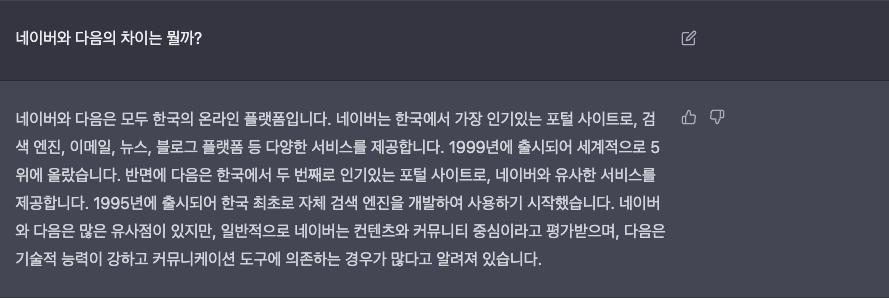 네이버와 다음의 차이는 뭘까?
네이버와 다음은 모두 한국의 온라인 플랫폼입니다. 네이버는 한국에서 가장 인기있는 포털 사이트로, 검
색 엔진, 이메일, 뉴스, 블로그 플랫폼 등 다양한 서비스를 제공합니다. 1999년에 출시되어 세계적으로 5
위에 올랐습니다. 반면에 다음은 한국에서 두 번째로 인기있는 포털 사이트로, 네이버와 유사한 서비스를
제공합니다. 1995년에 출시되어 한국 최초로 자체 검색 엔진을 개발하여 사용하기 시작했습니다. 네이버
와 다음은 많은 유사점이 있지만, 일반적으로 네이버는 컨텐츠와 커뮤니티 중심이라고 평가받으며, 다음은
기술적 능력이 강하고 커뮤니케이션 도구에 의존하는 경우가 많다고 알려져 있습니다.